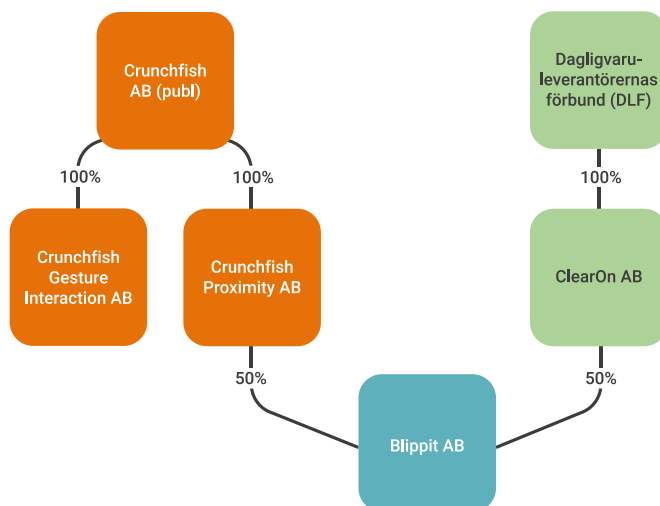 Crunchfish
AB (publ)
Dagligvaru-
leverantörernas
förbund (DLF)
100%
100%
100%
Crunchfish
Gesture
Interaction AB
Crunchfish
Proximity AB
ClearOn AB
50%
50%
Blippit AB